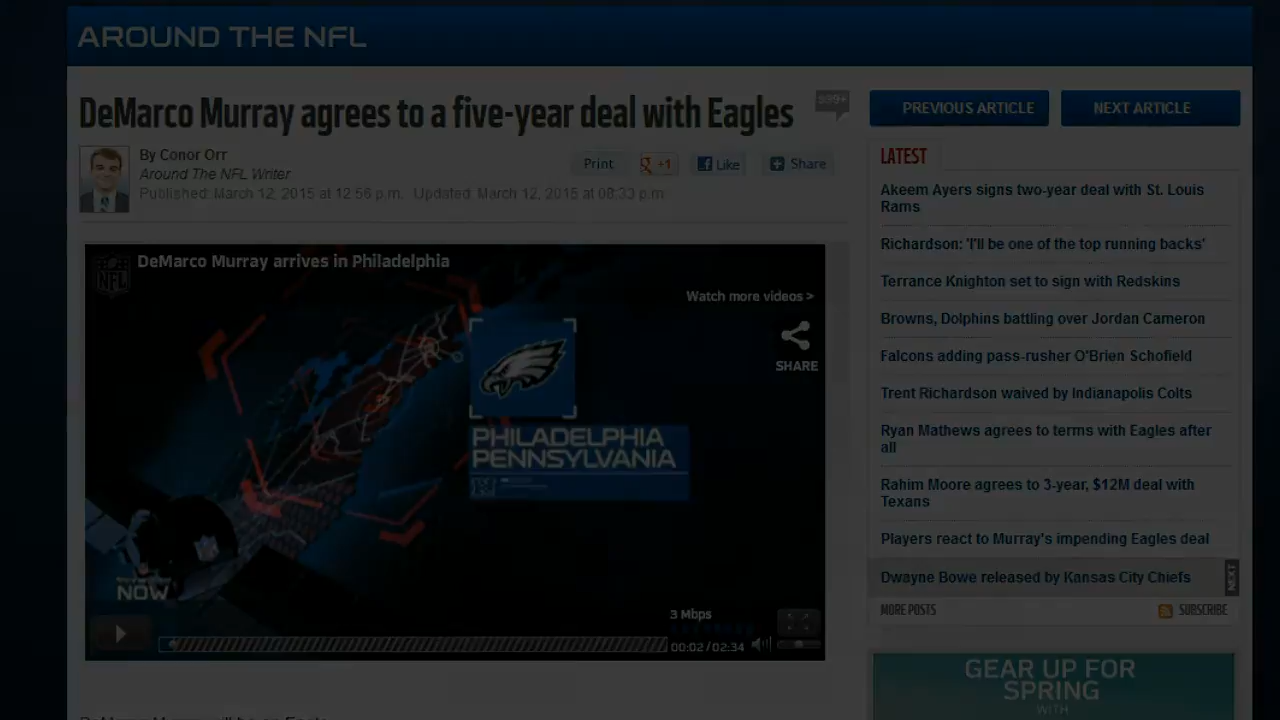 AROUND THE NFL
DeMarco Murray agrees to a five-year deal with Eagles
999+
By Conor Orr
Around The NFL Writer
Published: March 12, 2015 at 12:56 p.m. Updated: March 12, 2015 at 08:33 p.m.
Print
+1
Like
Share
NFL
DeMarco Murray arrives in Philadelphia
Watch more videos >
SHARE
PHILADELPHIA
PENNSYLVANIA
NOW
3 Mbps
00:02 / 02:34
PREVIOUS ARTICLE
NEXT ARTICLE
LATEST
Akeem Ayers signs two-year deal with St. Louis
Rams
Richardson: 'I'll be one of the top running backs'
Terrance Knighton set to sign with Redskins
Browns, Dolphins battling over Jordan Cameron
Falcons adding pass-rusher O'Brien Schofield
Trent Richardson waived by Indianapolis Colts
Ryan Mathews agrees to terms with Eagles after
all
Rahim Moore agrees to 3-year, $12M deal with
Texans
Players react to Murray's impending Eagles deal
Dwayne Bowe released by Kansas City Chiefs
NEXT
MORE POSTS
SUBSCRIBE
GEAR UP FOR
SPRING
WITH